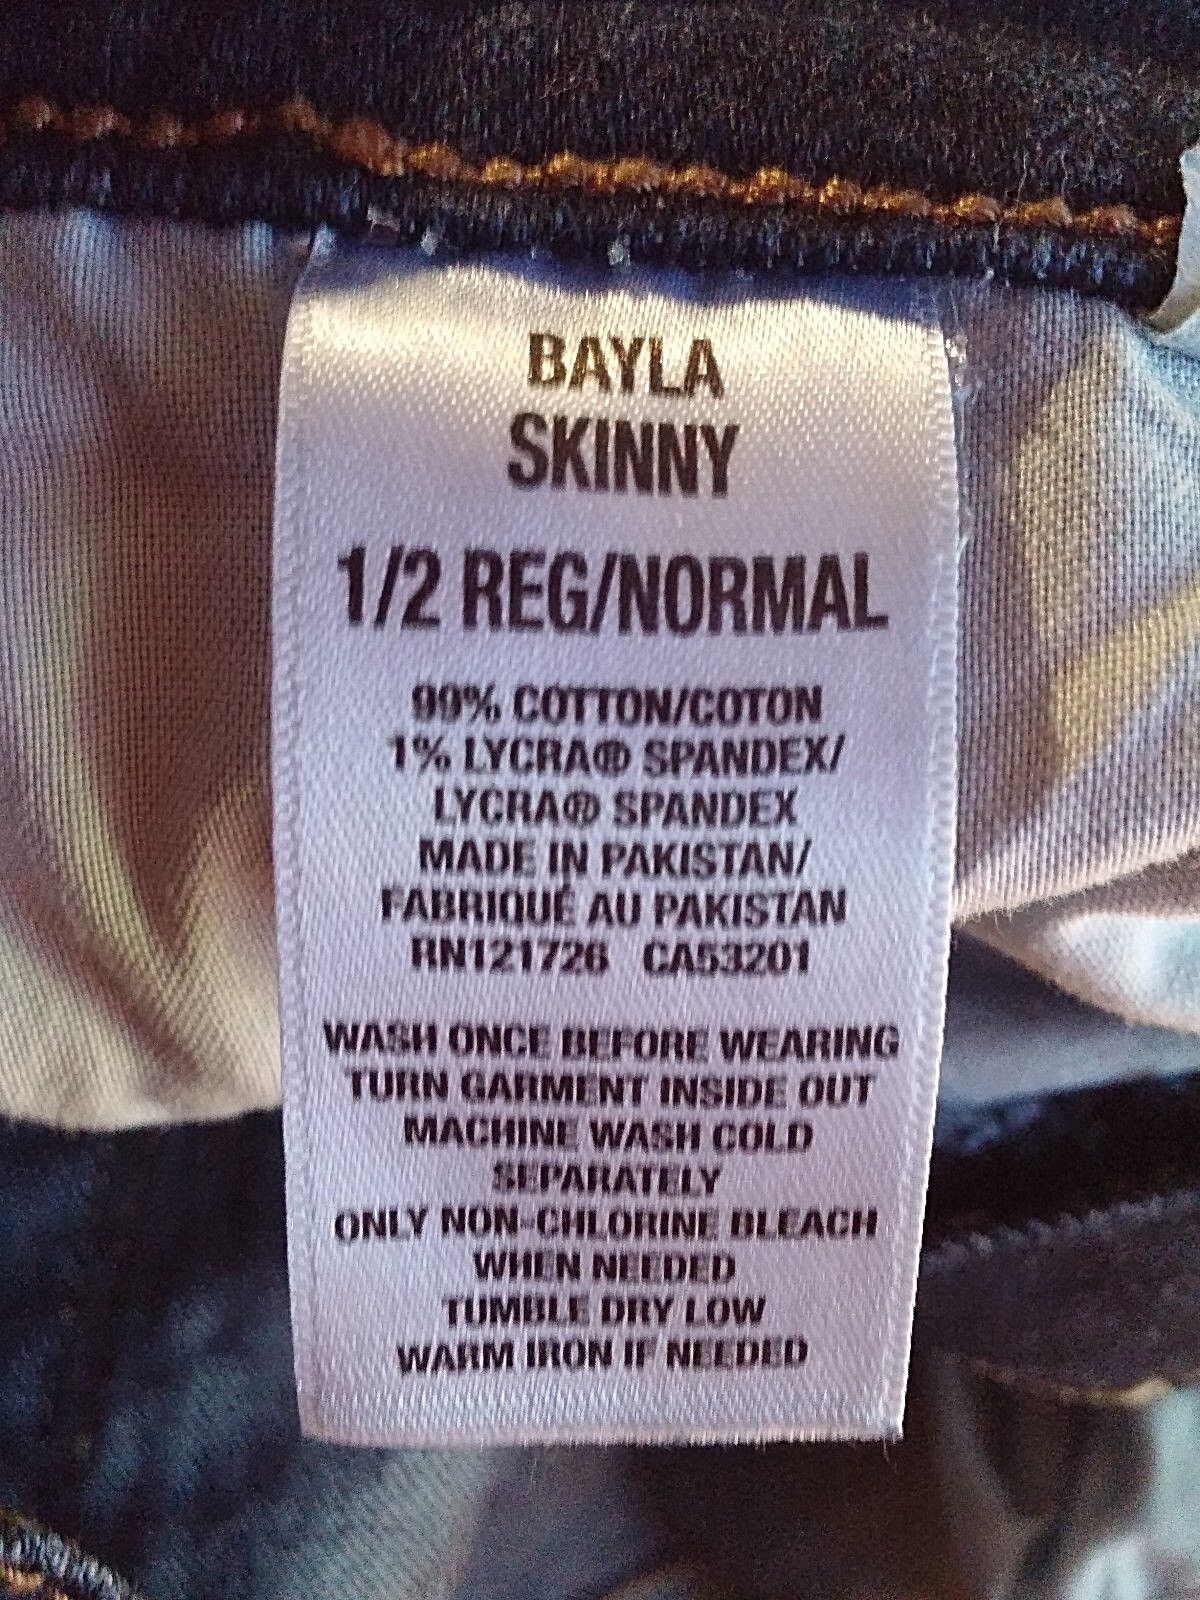 BAYLA
SKINNY
1/2 REG/NORMAL
99% COTTON/COTON
1% LYCRA® SPANDEX/
LYCRA® SPANDEX
MADE IN PAKISTAN/
FABRIQUÉ AU PAKISTAN
RN121726 CA53201
WASH ONCE BEFORE WEARING
TURN GARMENT INSIDE OUT
MACHINE WASH COLD
SEPARATELY
ONLY NON-CHLORINE BLEACH
WHEN NEEDED
TUMBLE DRY LOW
WARM IRON IF NEEDED